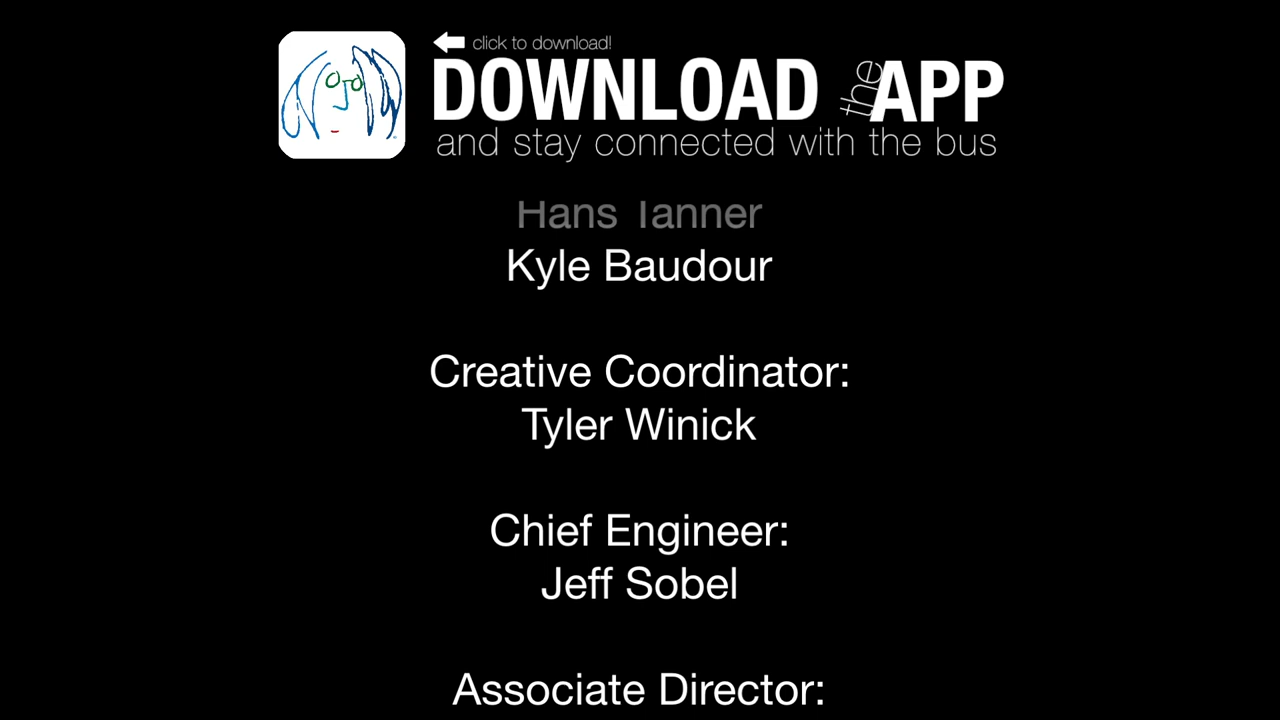 click to download!
DOWNLOAD the APP
and stay connected with the bus
Hans Tanner
Kyle Baudour
Creative Coordinator:
Tyler Winick
Chief Engineer:
Jeff Sobel
Associate Director: